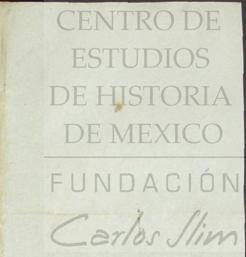 CENTRO DE
ESTUDIOS
DE HISTORIA
DE MEXICO
FUNDACIÓN
Carlos Slim